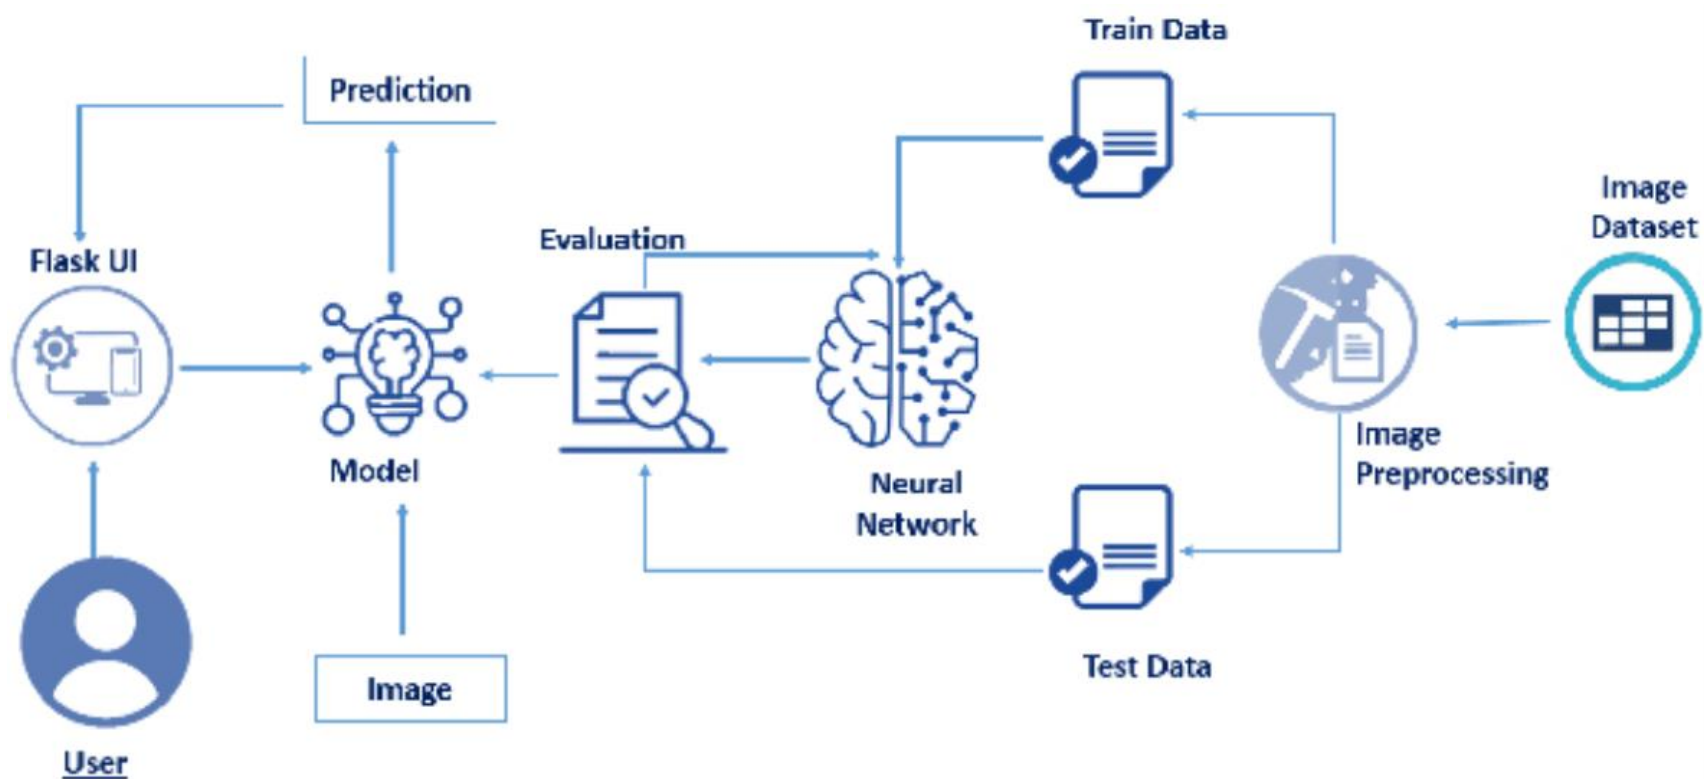 Train Data
Prediction
Image
Dataset
Evaluation
Flask UI
Image
Preprocessing
Model
Neural
Network
Test Data
Image
User